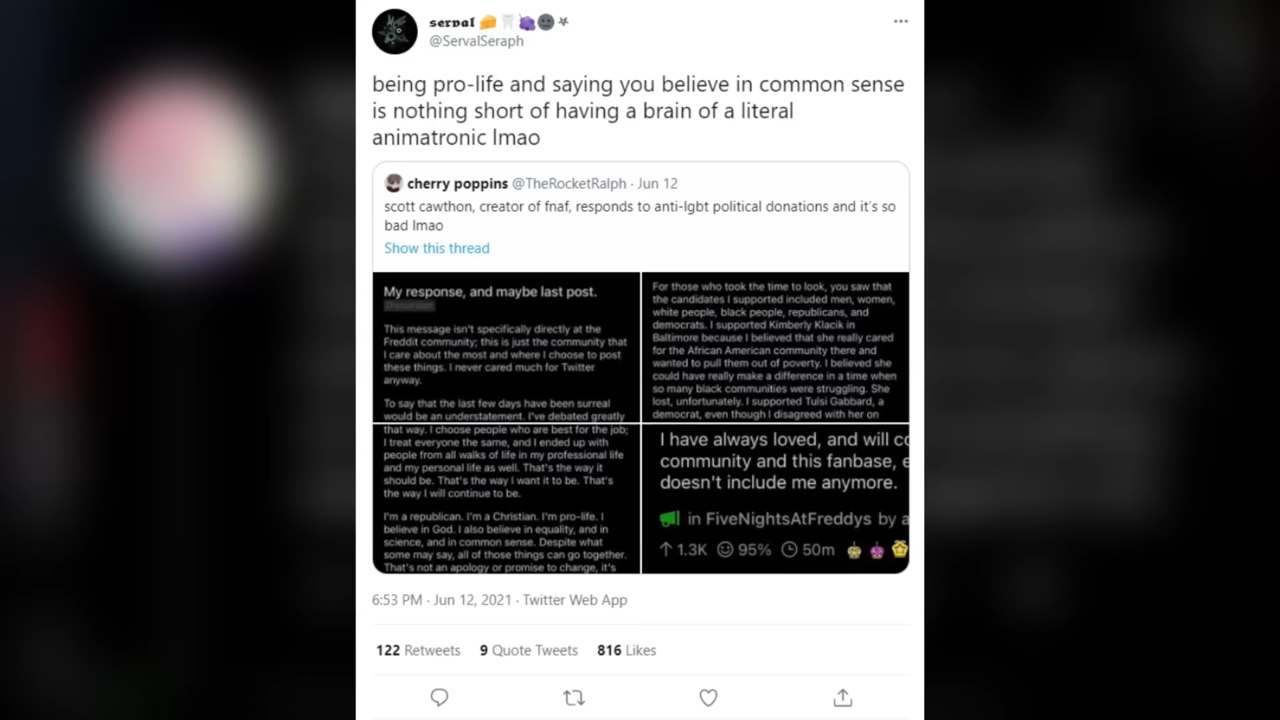 𝖘𝖊𝖗𝖛𝖆𝖑 🧀🦷🍇🌚⛧
@ServalSeraph
being pro-life and saying you believe in common sense
is nothing short of having a brain of a literal
animatronic lmao
cherry poppins @TheRocketRalph · Jun 12
scott cawthon, creator of fnaf, responds to anti-lgbt political donations and it's so
bad lmao
Show this thread
My response, and maybe last post.
Discussion
This message isn't specifically directly at the
Freddit community; this is just the community that
I care about the most and where I choose to post
these things. I never cared much for Twitter
anyway.
To say that the last few days have been surreal
would be an understatement. I've debated greatly
For those who took the time to look, you saw that
the candidates I supported included men, women,
white people, black people, republicans, and
democrats. I supported Kimberly Klacik in
Baltimore because I believed that she really cared
for the African American community there and
wanted to pull them out of poverty. I believed she
could have really make a difference in a time when
so many black communities were struggling. She
lost, unfortunately. I supported Tulsi Gabbard, a
democrat, even though I disagreed with her on
that way. I choose people who are best for the job;
I treat everyone the same, and I ended up with
people from all walks of life in my professional life
and my personal life as well. That's the way it
should be. That's the way I want it to be. That's
the way I will continue to be.
I'm a republican. I'm a Christian. I'm pro-life. I
believe in God. I also believe in equality, and in
science, and in common sense. Despite what
some may say, all of those things can go together.
That's not an apology or promise to change, it's
I have always loved, and will co
community and this fanbase, e
doesn't include me anymore.
in FiveNightsAtFreddys by a
1.3K 95% 50m
6:53 PM · Jun 12, 2021 · Twitter Web App
122 Retweets 9 Quote Tweets 816 Likes